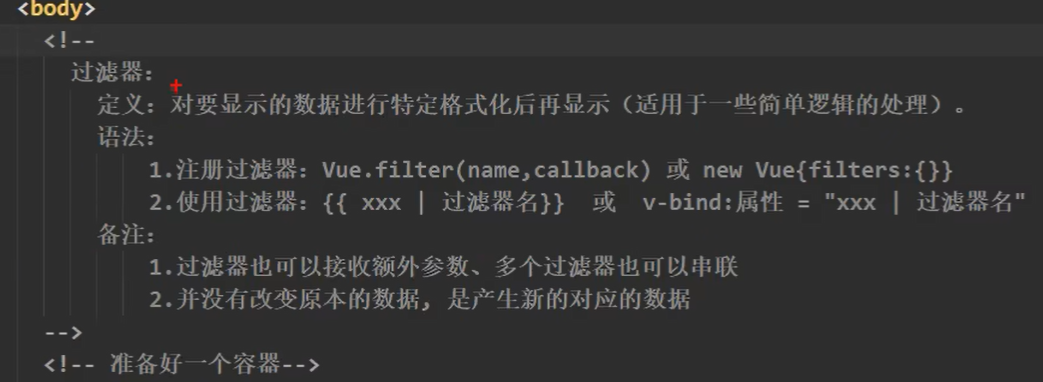 <body>
<!--
过滤器：
定义：对要显示的数据进行特定格式化后再显示（适用于一些简单逻辑的处理）。
语法：
1.注册过滤器：Vue.filter(name,callback) 或 new Vue{filters:{}}
2.使用过滤器：{{ xxx | 过滤器名}}  或  v-bind:属性 = "xxx | 过滤器名"
备注：
1.过滤器也可以接收额外参数、多个过滤器也可以串联
2.并没有改变原本的数据, 是产生新的对应的数据
-->
<!-- 准备好一个容器-->